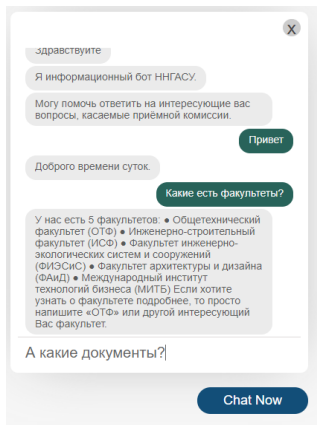 x
Здравствуйте
Я информационный бот ННГАСУ.
Могу помочь ответить на интересующие вас
вопросы, касаемые приёмной комиссии.
Привет
Доброго времени суток.
Какие есть факультеты?
У нас есть 5 факультетов: ● Общетехнический
факультет (ОТФ) ● Инженерно-строительный
факультет (ИСФ) ● Факультет инженерно-
экологических систем и сооружений
(ФИЭСиС) ● Факультет архитектуры и дизайна
(ФАиД) ● Международный институт
технологий бизнеса (МИТБ) Если хотите
узнать о факультете подробнее, то просто
напишите «ОТФ» или другой интересующий
Вас факультет.
А какие документы?
Chat Now